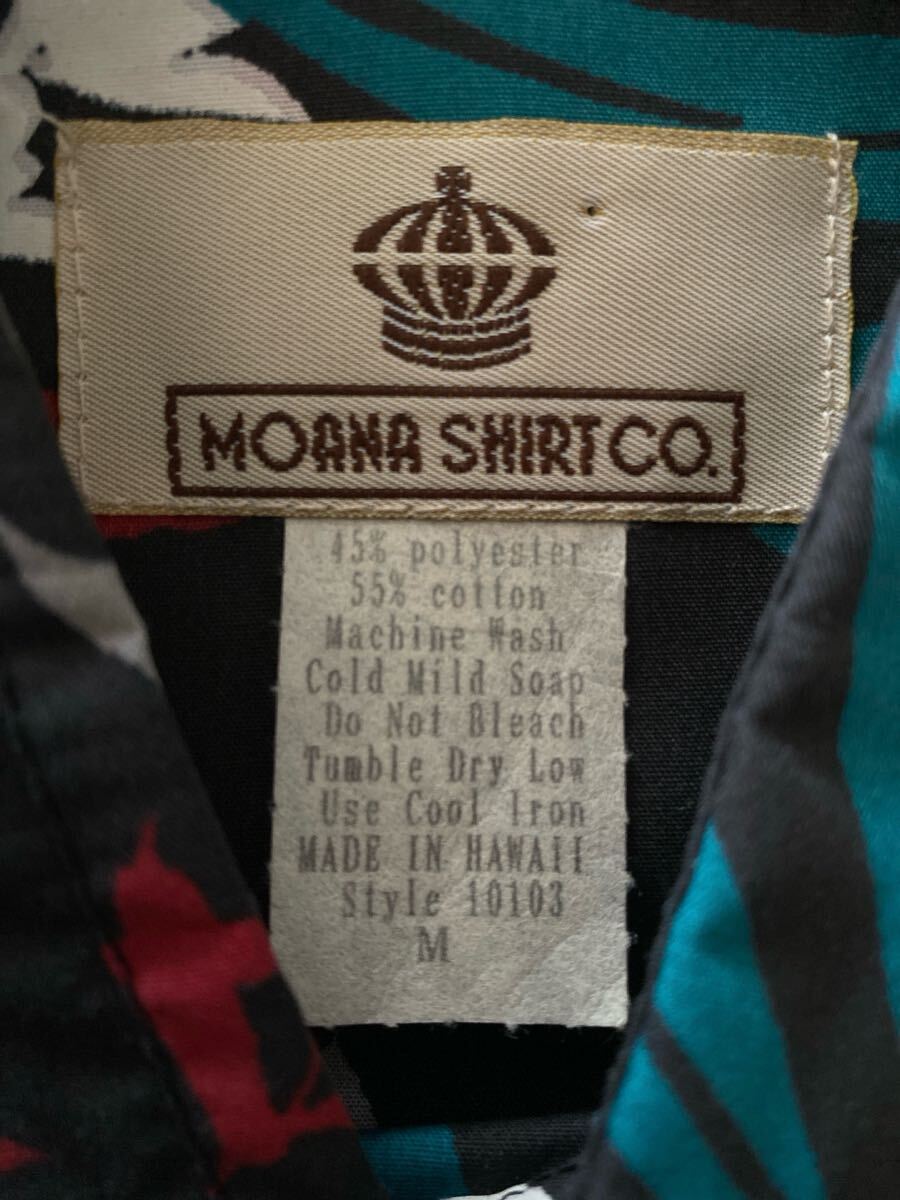 MOANA SHIRT CO.
45% polyester
55% cotton
Machine Wash
Cold Mild Soap
Do Not Bleach
Tumble Dry Low
Use Cool Iron
MADE IN HAWAII
Style 10103
M